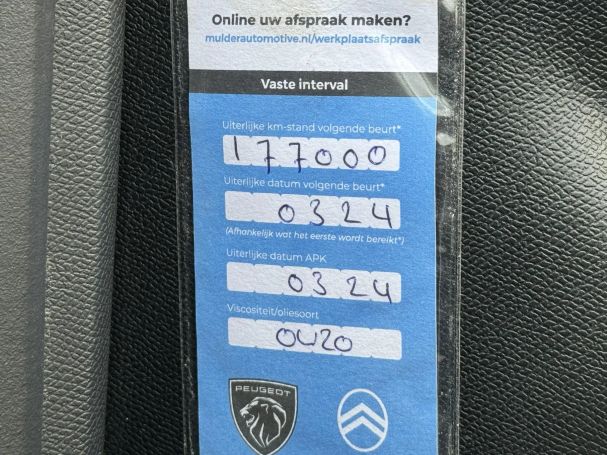 Online uw afspraak maken?
mulderautomotive.nl/werkplaatsafspraak
Vaste interval
Uiterlijke km-stand volgende beurt*
177000
Uiterlijke datum volgende beurt*
0324
(Afhankelijk wat het eerste wordt bereikt*)
Uiterlijke datum APK
0324
Viscositeit/oliesoort
0W20
PEUGEOT